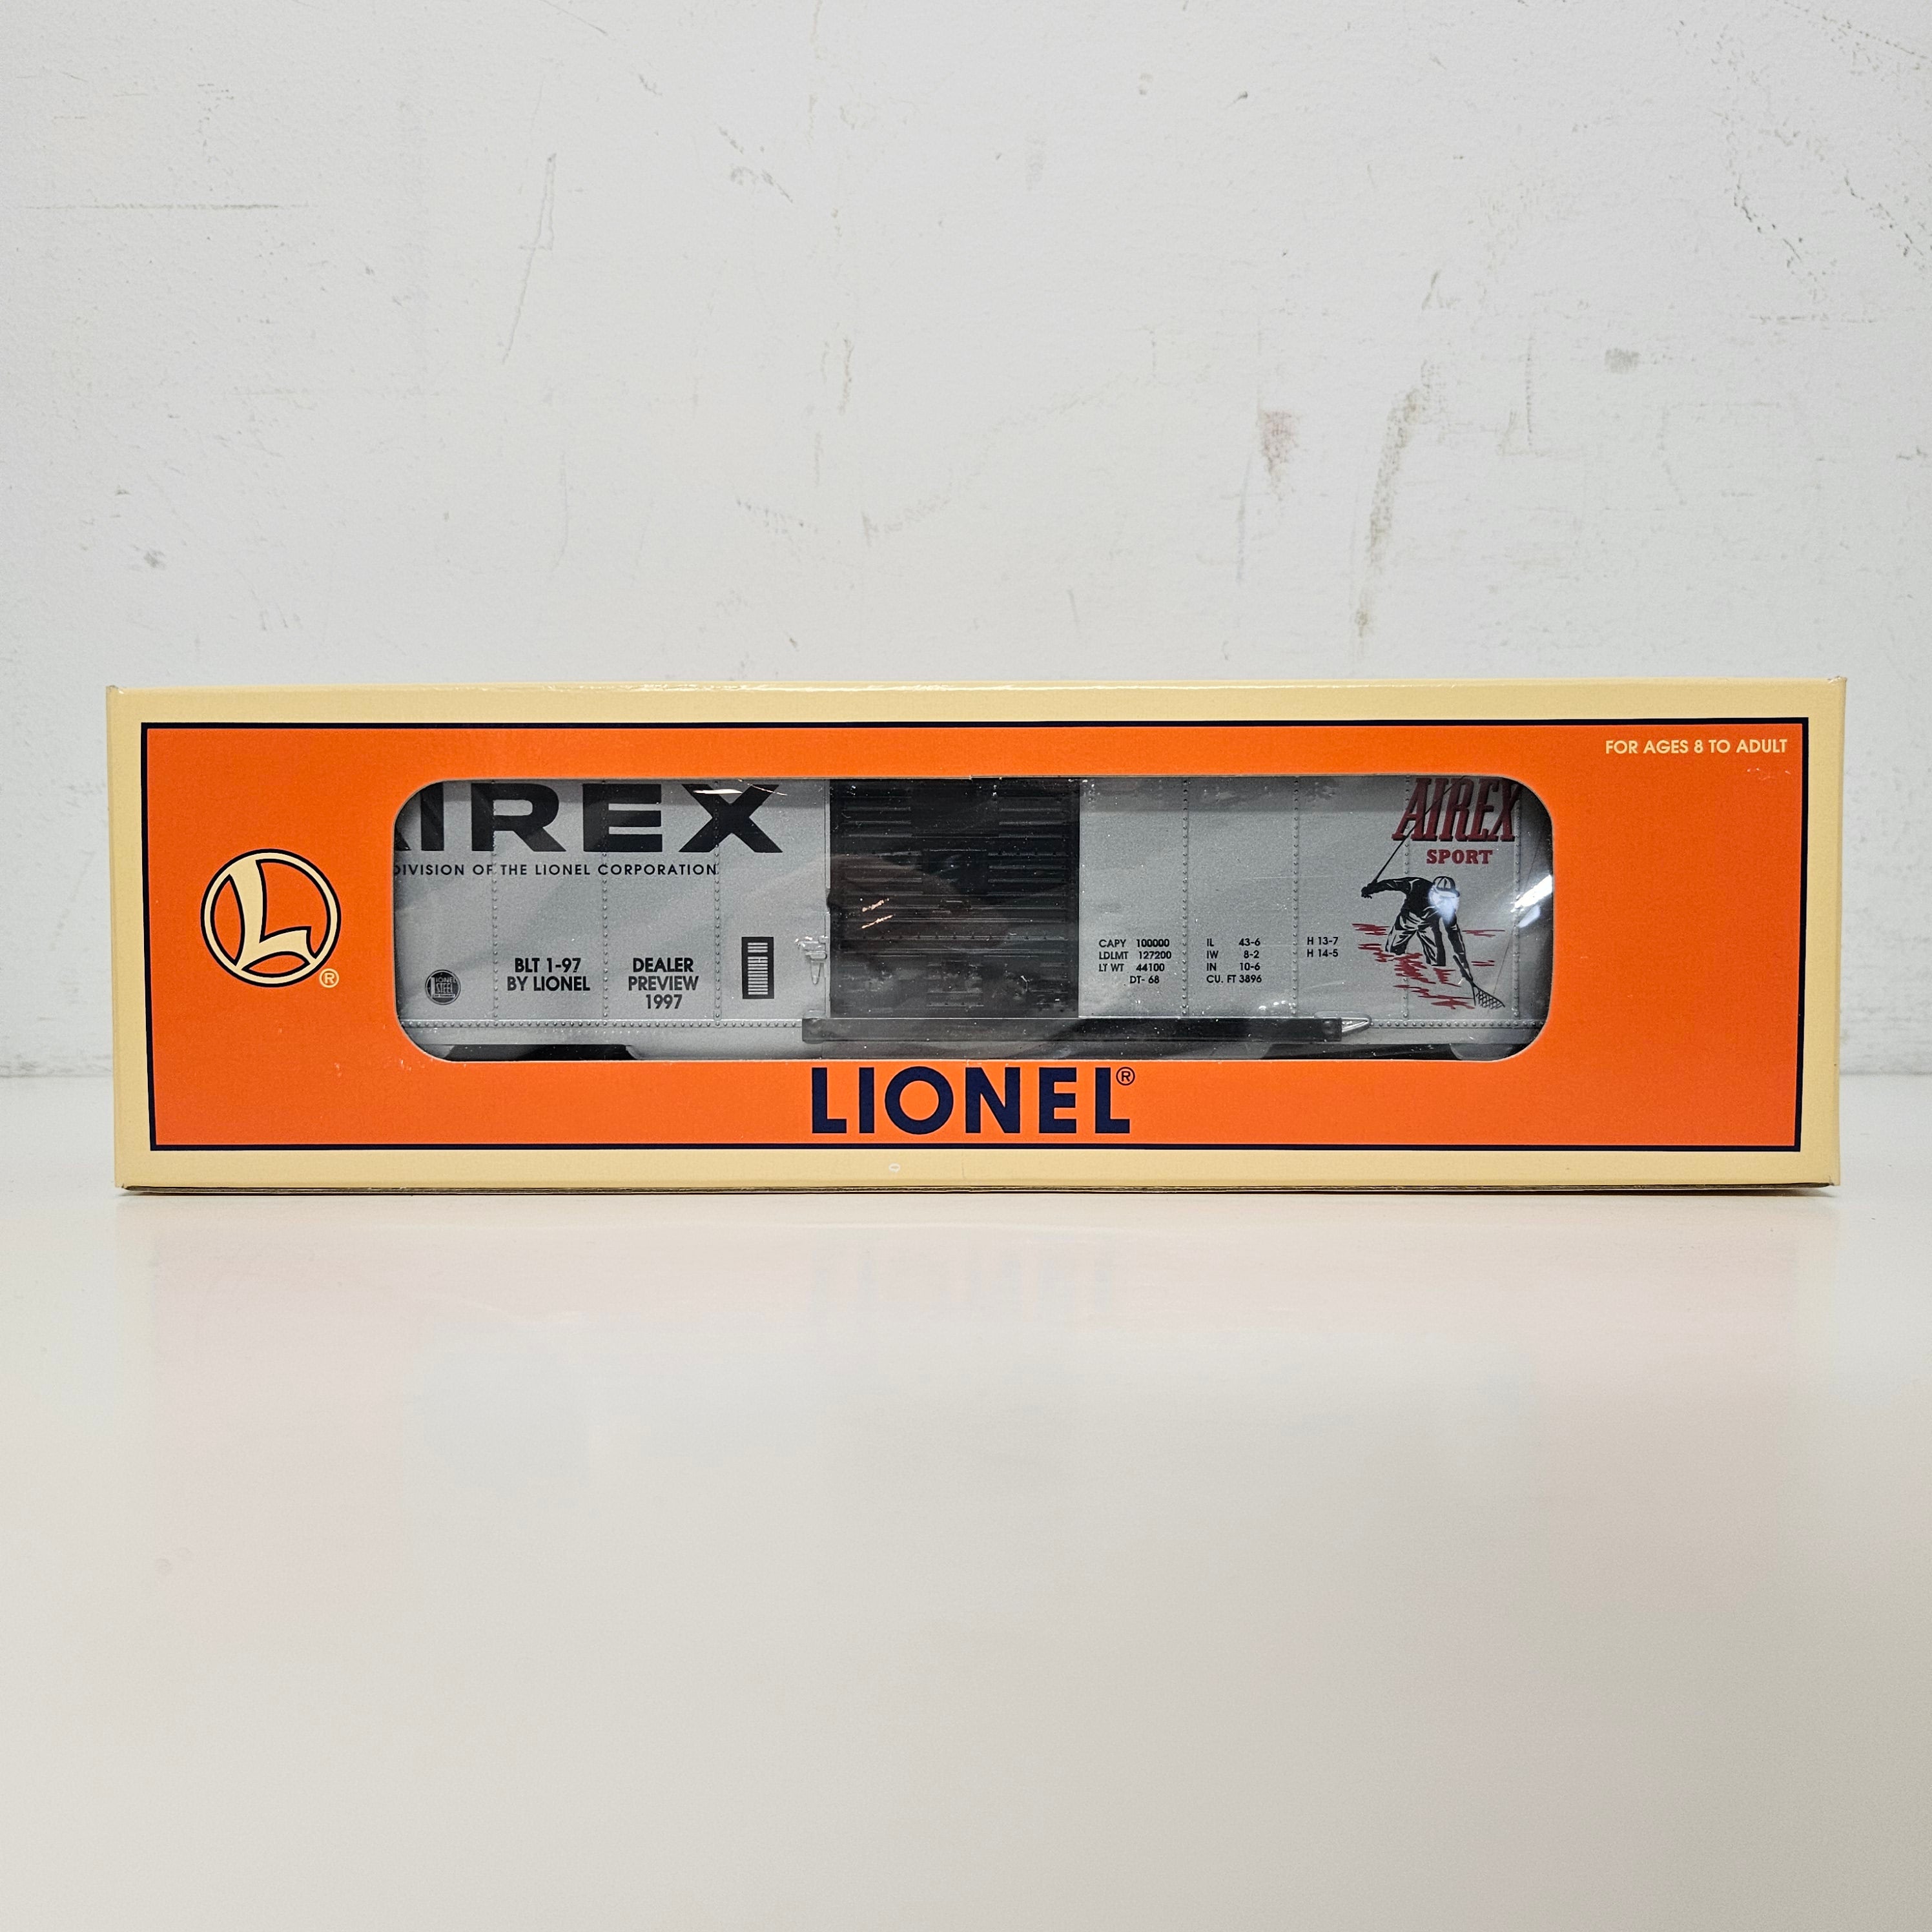 FOR AGES 8 TO ADULT
AIREX
DIVISION OF THE LIONEL CORPORATION
BLT 1-97
BY LIONEL
DEALER
PREVIEW
1997
CAPY 100000
LDLMT 127200
LT WT 44100
DT- 68
IL 43-6
IW 8-2
IN 10-6
CU. FT 3896
H 13-7
H 14-5
AIREX
SPORT
L®
LIONEL®